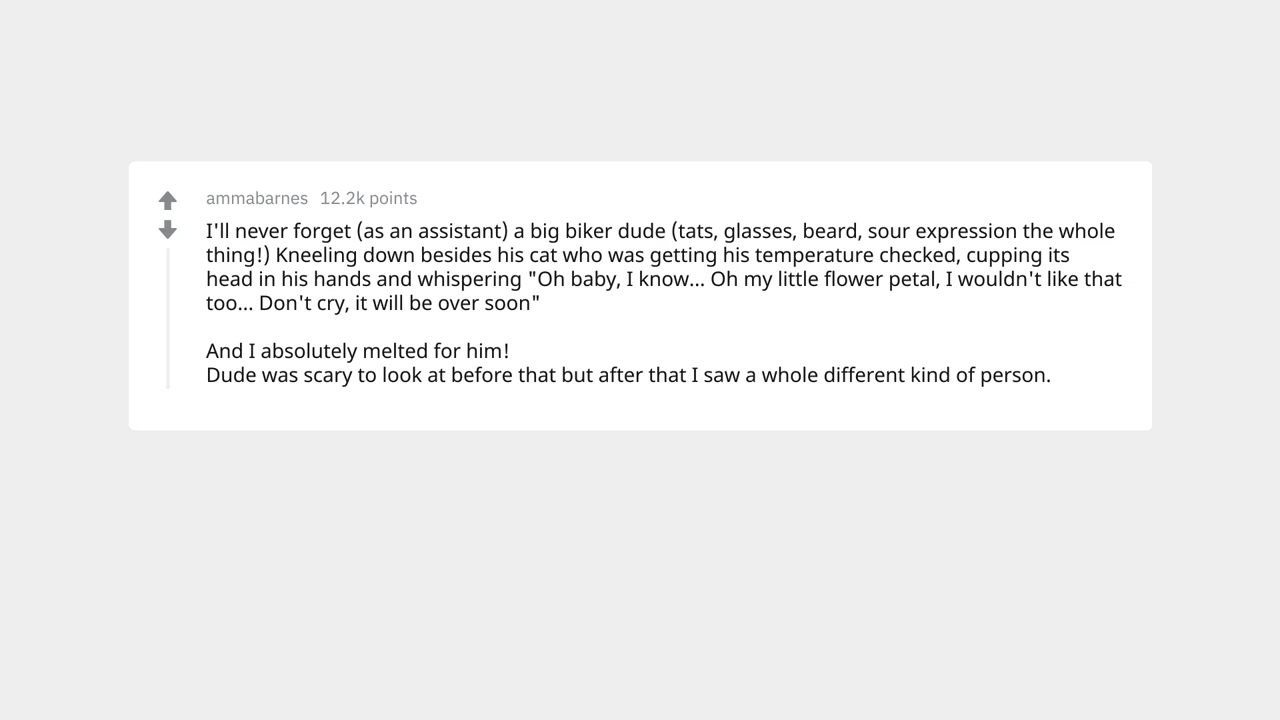 ammabarnes 12.2k points
I'll never forget (as an assistant) a big biker dude (tats, glasses, beard, sour expression the whole
thing!) Kneeling down besides his cat who was getting his temperature checked, cupping its
head in his hands and whispering "Oh baby, I know... Oh my little flower petal, I wouldn't like that
too... Don't cry, it will be over soon"
And I absolutely melted for him!
Dude was scary to look at before that but after that I saw a whole different kind of person.